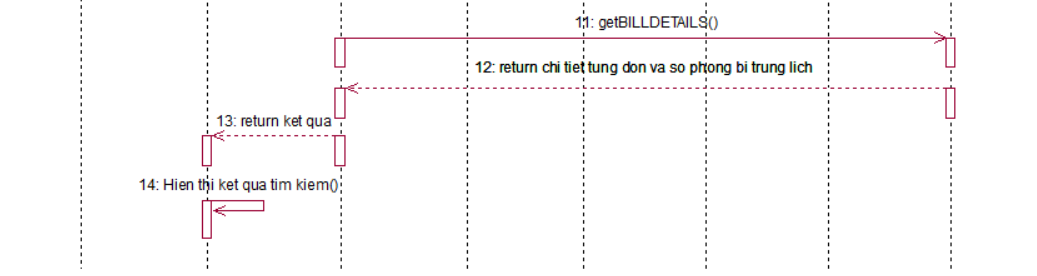 11: getBILLDETAILS()
12: return chi tiet tung don va so phong bi trung lich
13: return ket qua
14: Hien thi ket qua tim kiem()